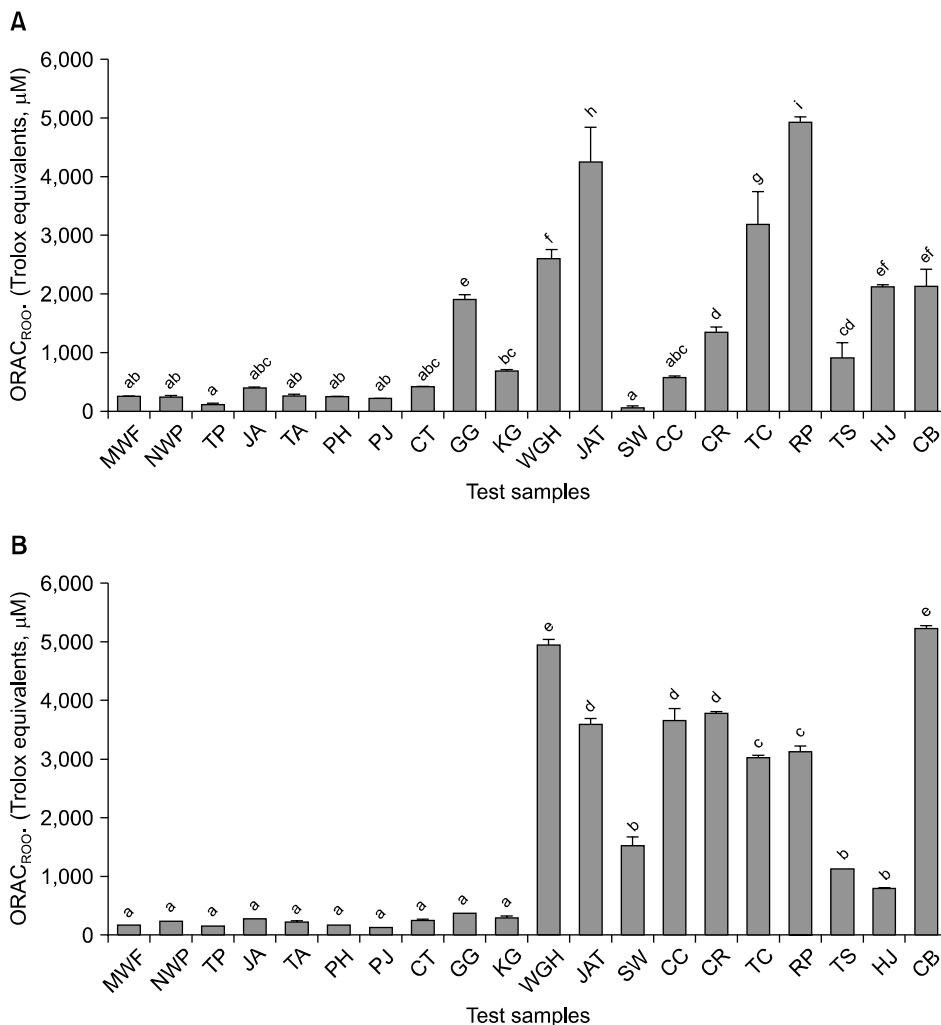 A
6,000
5,000
4,000
3,000
2,000
1,000
0
ORAC_ROO•. (Trolox equivalents, μM)
ab ab a abc ab ab ab abc e bc f h a abc d g i cd ef ef
MWF NWP TP JA TA PH PJ CT GG KG WGH JAT SW CC CR TC RP TS HJ CB
Test samples
B
6,000
5,000
4,000
3,000
2,000
1,000
0
ORAC_ROO•. (Trolox equivalents, μM)
a a a a a a a a a a e d b d d c c b b e
MWF NWP TP JA TA PH PJ CT GG KG WGH JAT SW CC CR TC RP TS HJ CB
Test samples